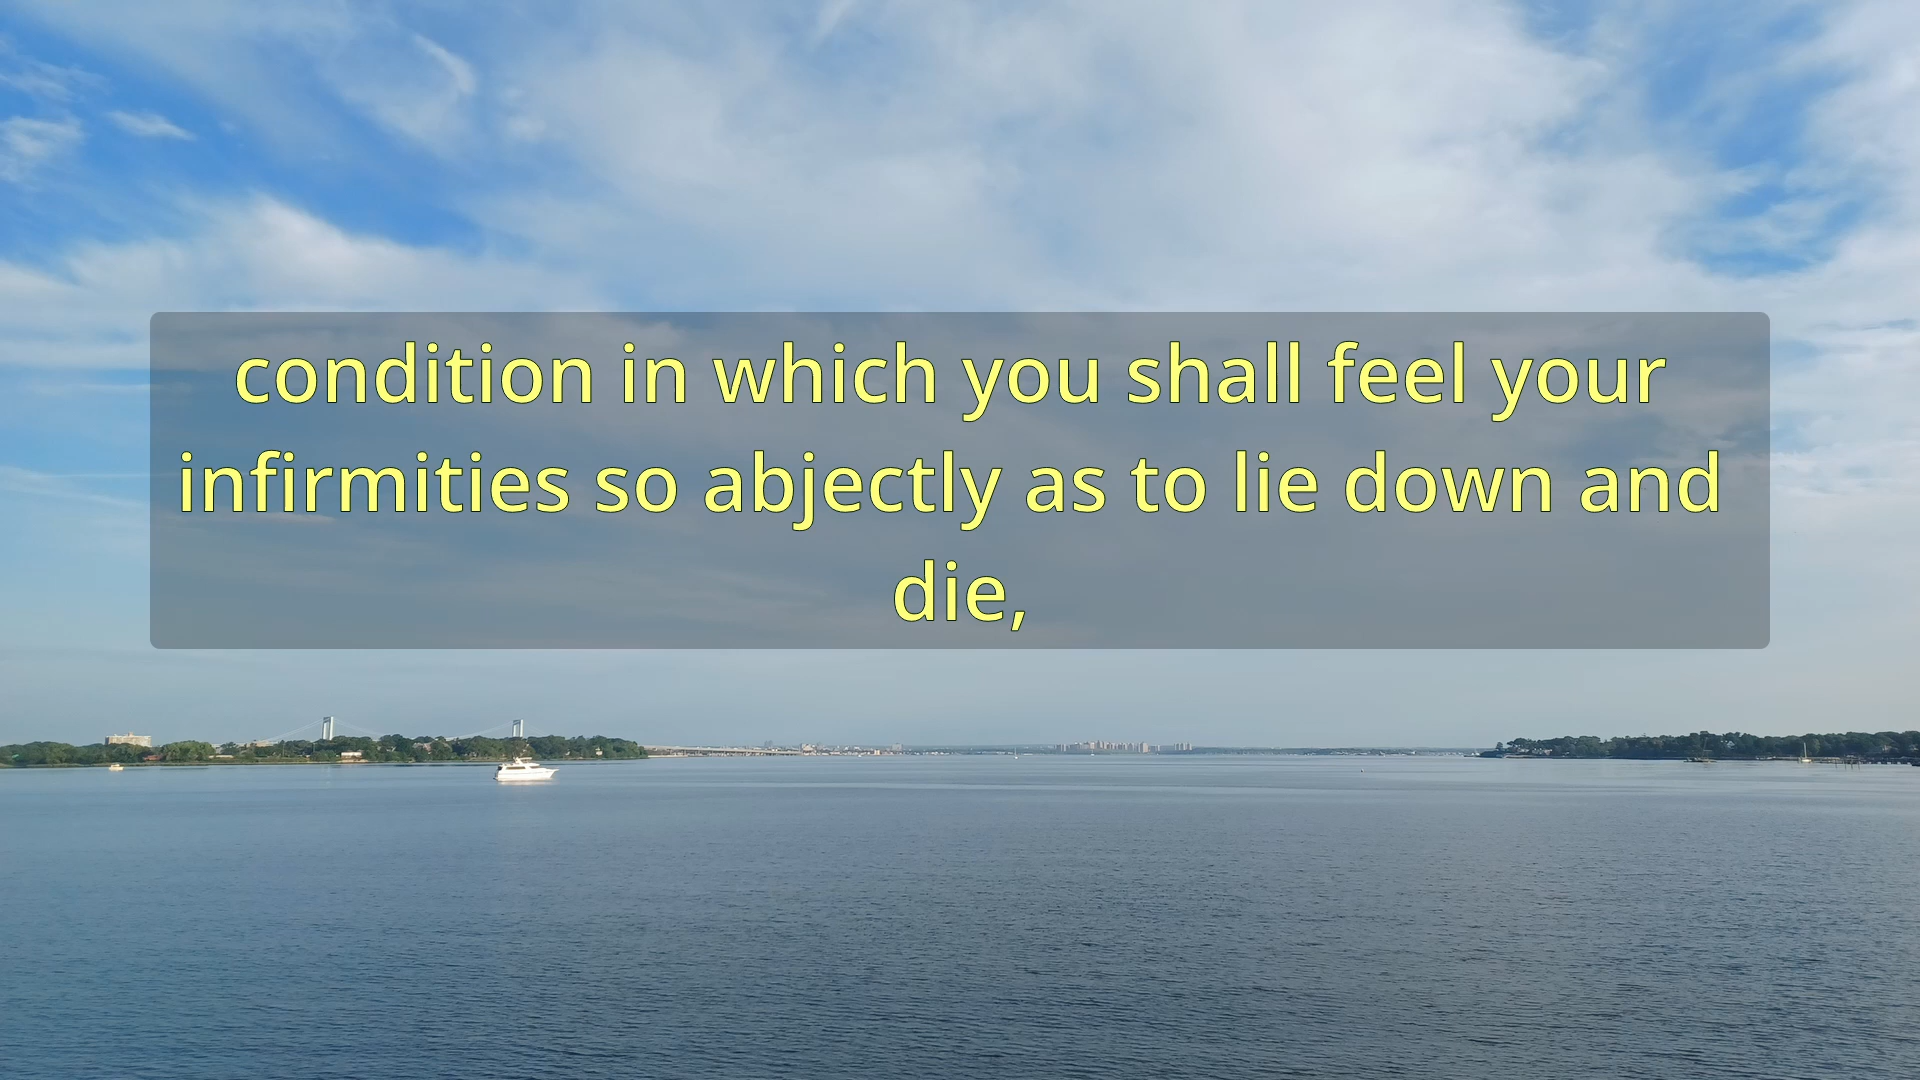 condition in which you shall feel your
infirmities so abjectly as to lie down and
die,